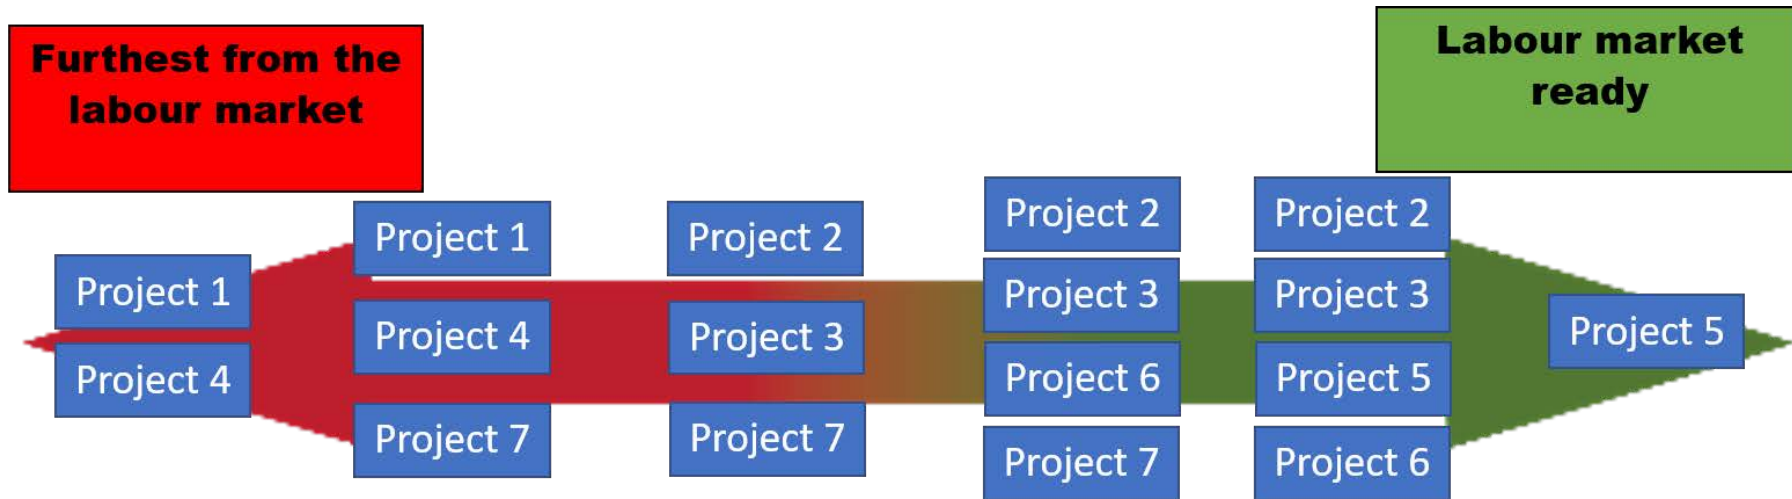 Furthest from the
labour market
Labour market
ready
Project 1
Project 4
Project 1
Project 4
Project 7
Project 2
Project 3
Project 7
Project 2
Project 3
Project 6
Project 7
Project 2
Project 3
Project 5
Project 6
Project 5